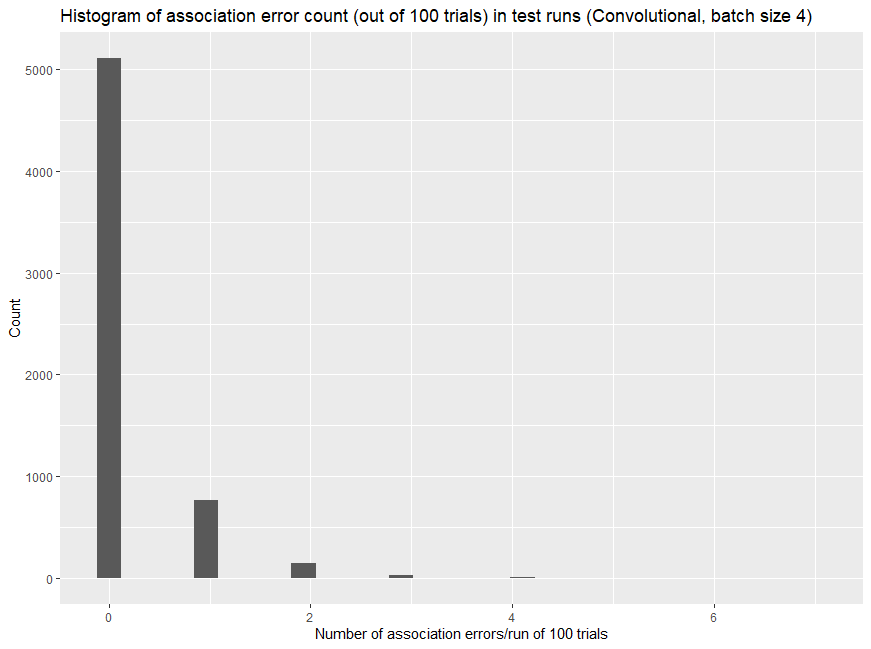 Histogram of association error count (out of 100 trials) in test runs (Convolutional, batch size 4)
5000
4000
3000
2000
1000
0
Count
0 2 4 6
Number of association errors/run of 100 trials